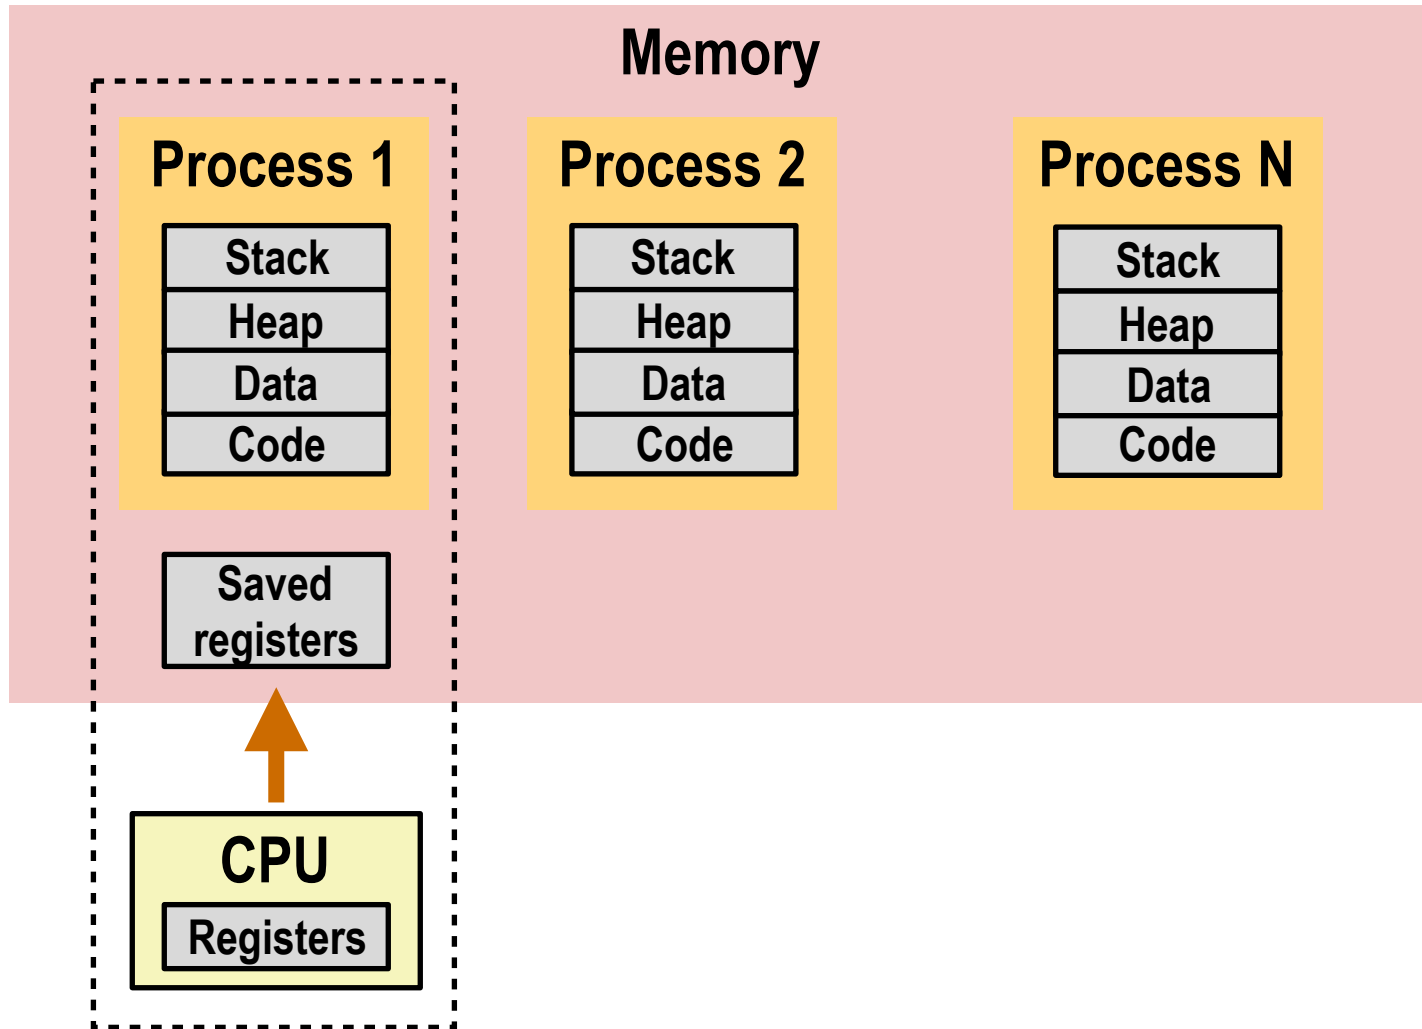 Memory
Process 1
Stack
Heap
Data
Code
Saved
registers
CPU
Registers
Process 2
Stack
Heap
Data
Code
Process N
Stack
Heap
Data
Code